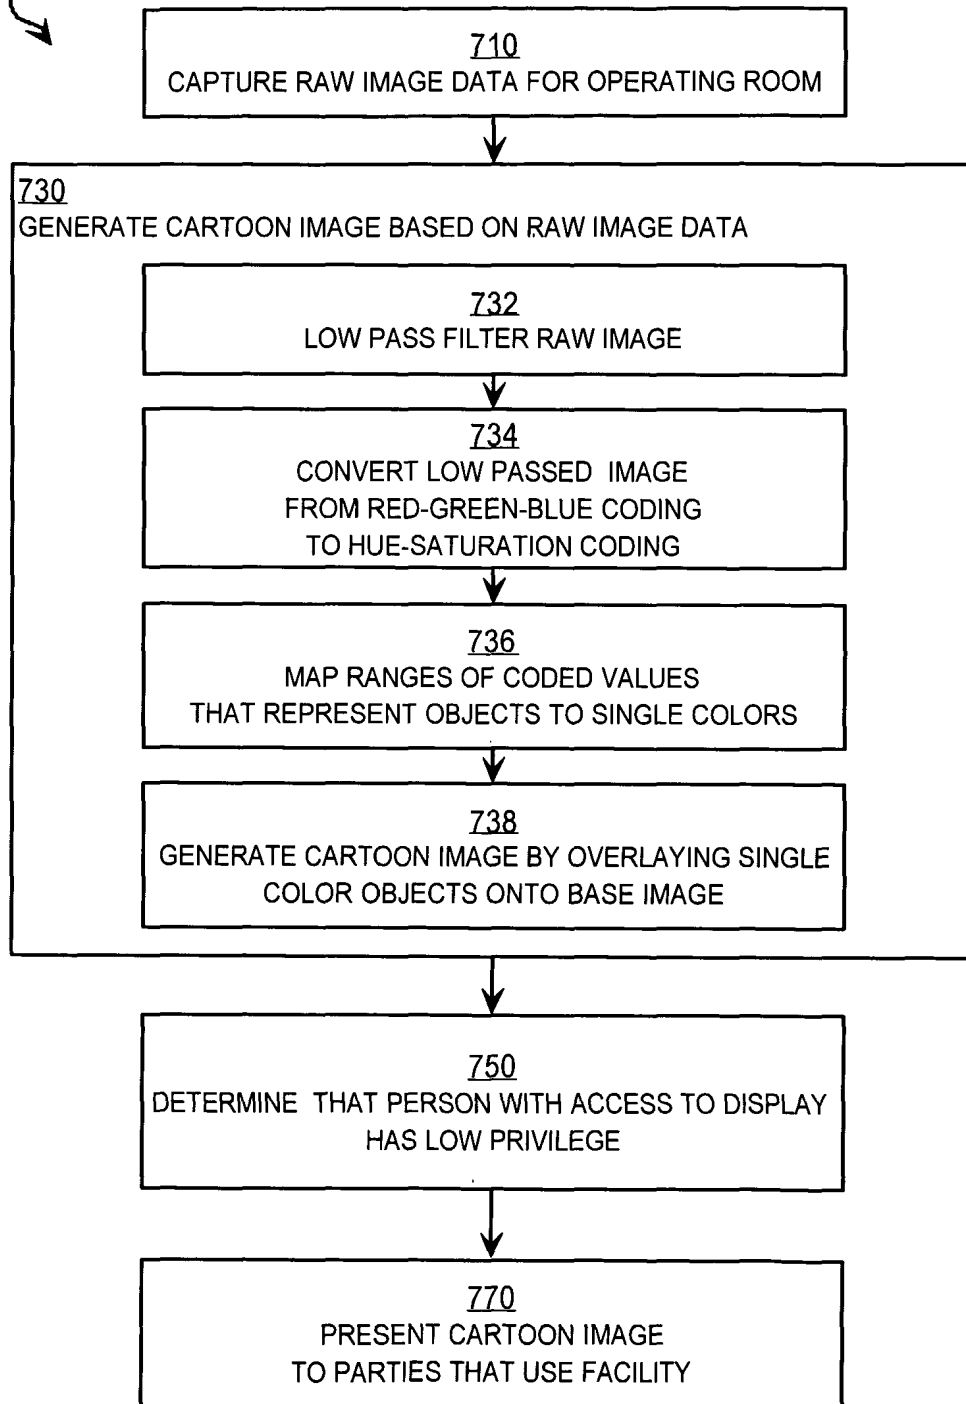 710
CAPTURE RAW IMAGE DATA FOR OPERATING ROOM
730
GENERATE CARTOON IMAGE BASED ON RAW IMAGE DATA
732
LOW PASS FILTER RAW IMAGE
734
CONVERT LOW PASSED IMAGE
FROM RED-GREEN-BLUE CODING
TO HUE-SATURATION CODING
736
MAP RANGES OF CODED VALUES
THAT REPRESENT OBJECTS TO SINGLE COLORS
738
GENERATE CARTOON IMAGE BY OVERLAYING SINGLE
COLOR OBJECTS ONTO BASE IMAGE
750
DETERMINE THAT PERSON WITH ACCESS TO DISPLAY
HAS LOW PRIVILEGE
770
PRESENT CARTOON IMAGE
TO PARTIES THAT USE FACILITY